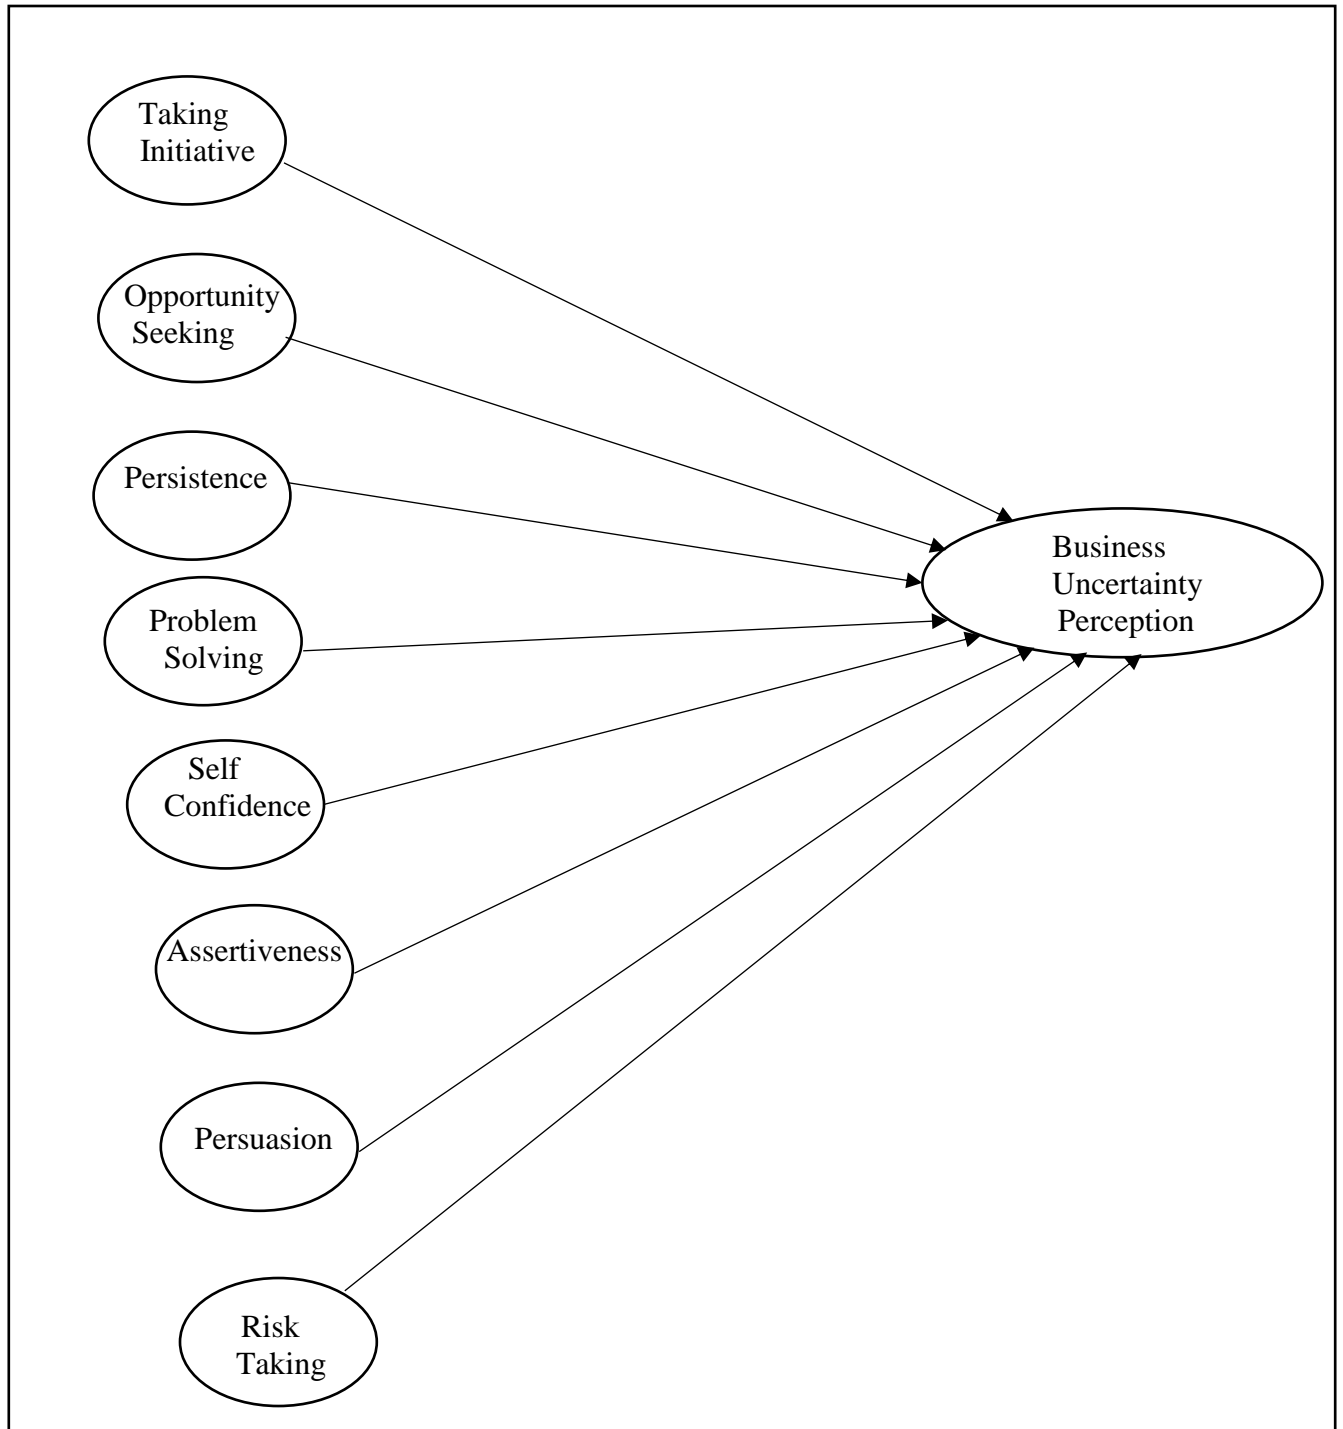 Taking
Initiative
Opportunity
Seeking
Persistence
Business
Uncertainty
Perception
Problem
Solving
Self
Confidence
Assertiveness
Persuasion
Risk
Taking